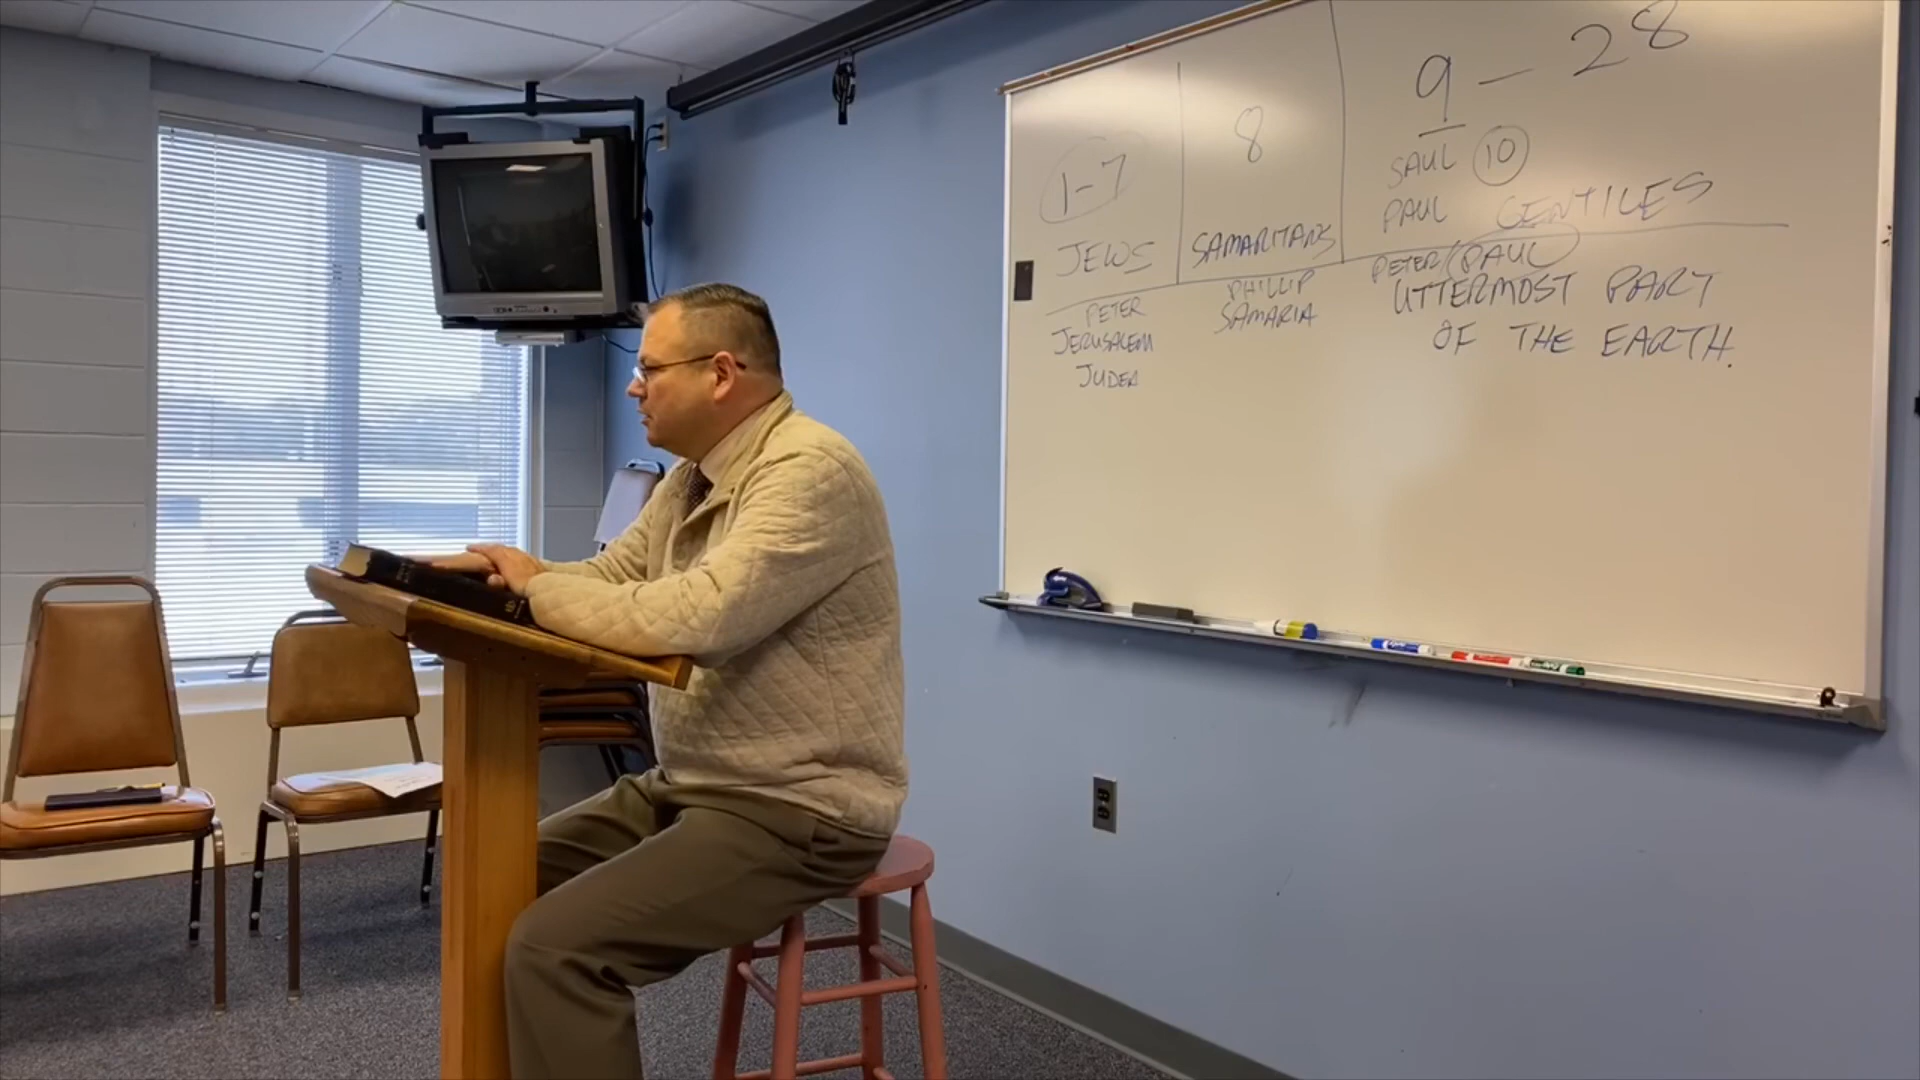 1-7
JEWS
PETER
JERUSALEM
JUDEA
8
SAMARITANS
PHILLIP
SAMARIA
9 - 28
SAUL 10
PAUL GENTILES
PETER/PAUL
UTTERMOST PART
OF THE EARTH.